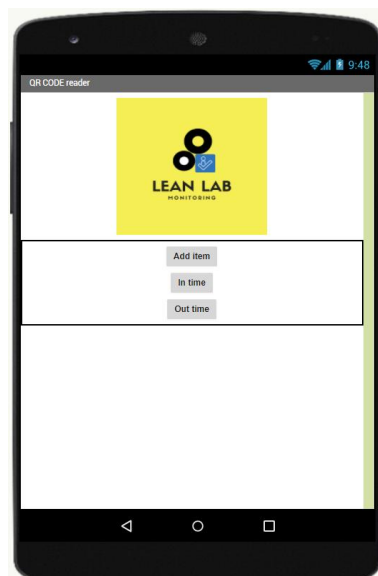 9:48
QR CODE reader
LEAN LAB
MONITORING
Add item
In time
Out time